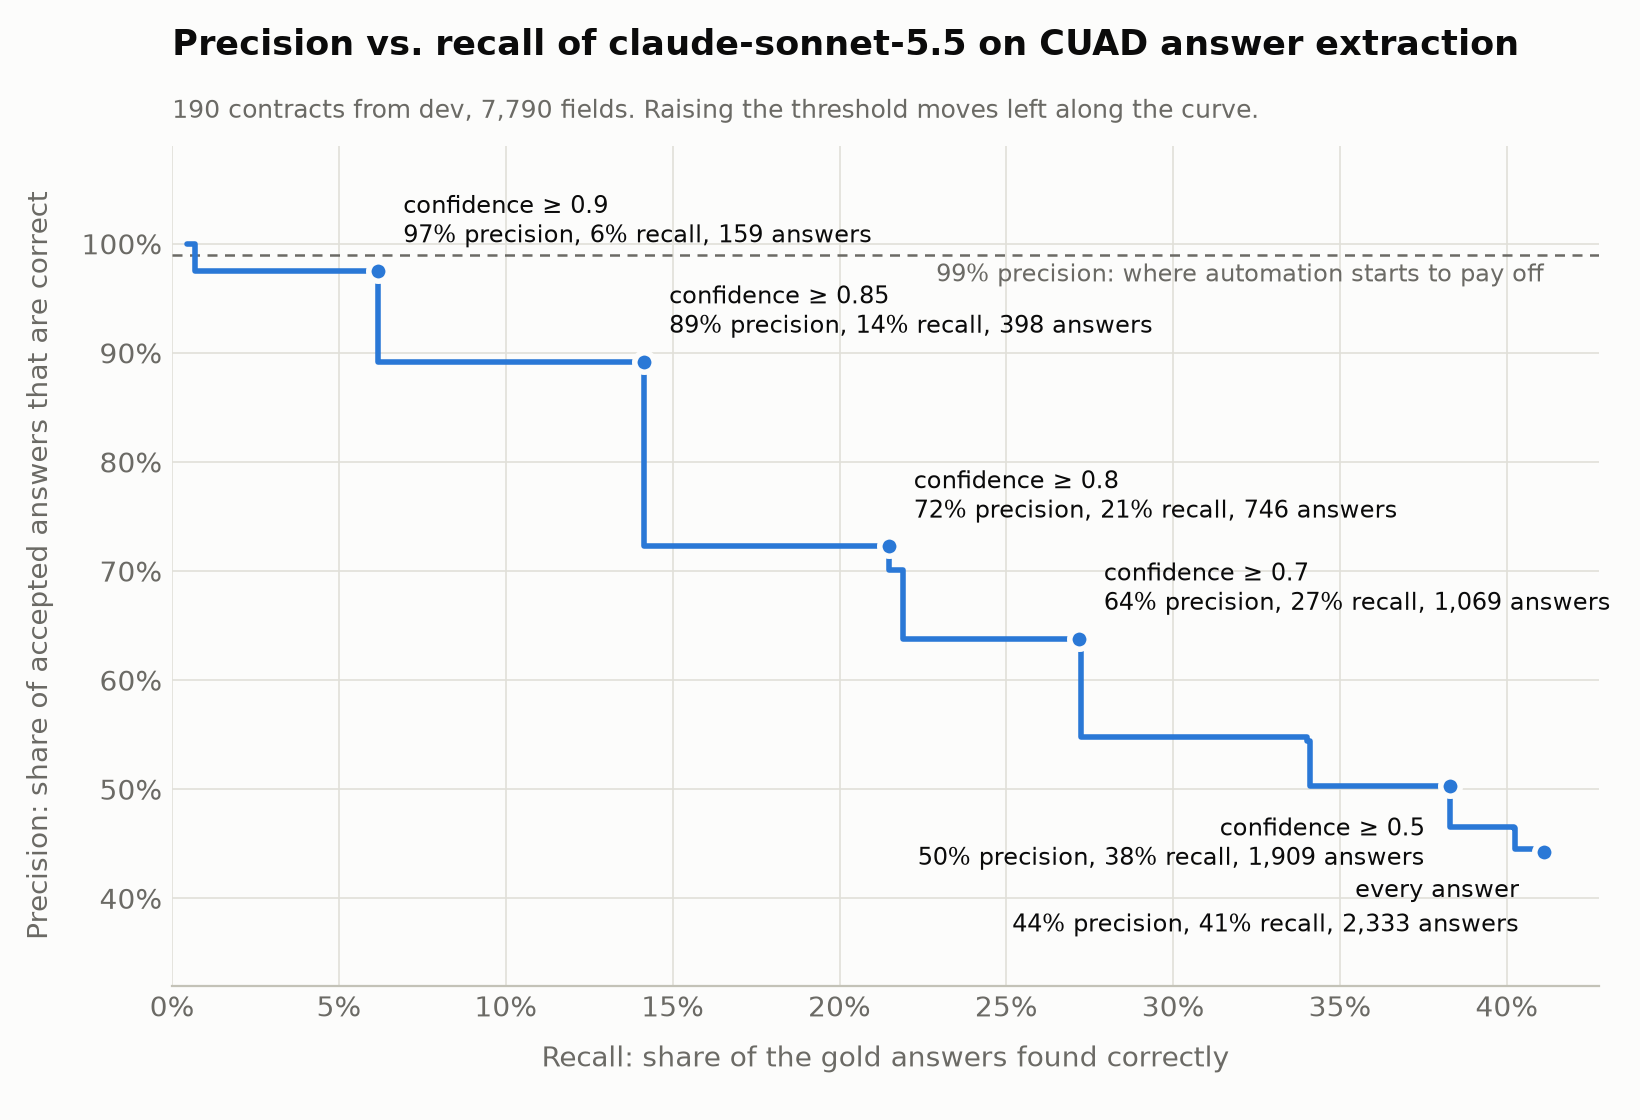 Precision vs. recall of claude-sonnet-5.5 on CUAD answer extraction
190 contracts from dev, 7,790 fields. Raising the threshold moves left along the curve.
Precision: share of accepted answers that are correct
100%
90%
80%
70%
60%
50%
40%
confidence ≥ 0.9
97% precision, 6% recall, 159 answers
99% precision: where automation starts to pay off
confidence ≥ 0.85
89% precision, 14% recall, 398 answers
confidence ≥ 0.8
72% precision, 21% recall, 746 answers
confidence ≥ 0.7
64% precision, 27% recall, 1,069 answers
confidence ≥ 0.5
50% precision, 38% recall, 1,909 answers
every answer
44% precision, 41% recall, 2,333 answers
0% 5% 10% 15% 20% 25% 30% 35% 40%
Recall: share of the gold answers found correctly